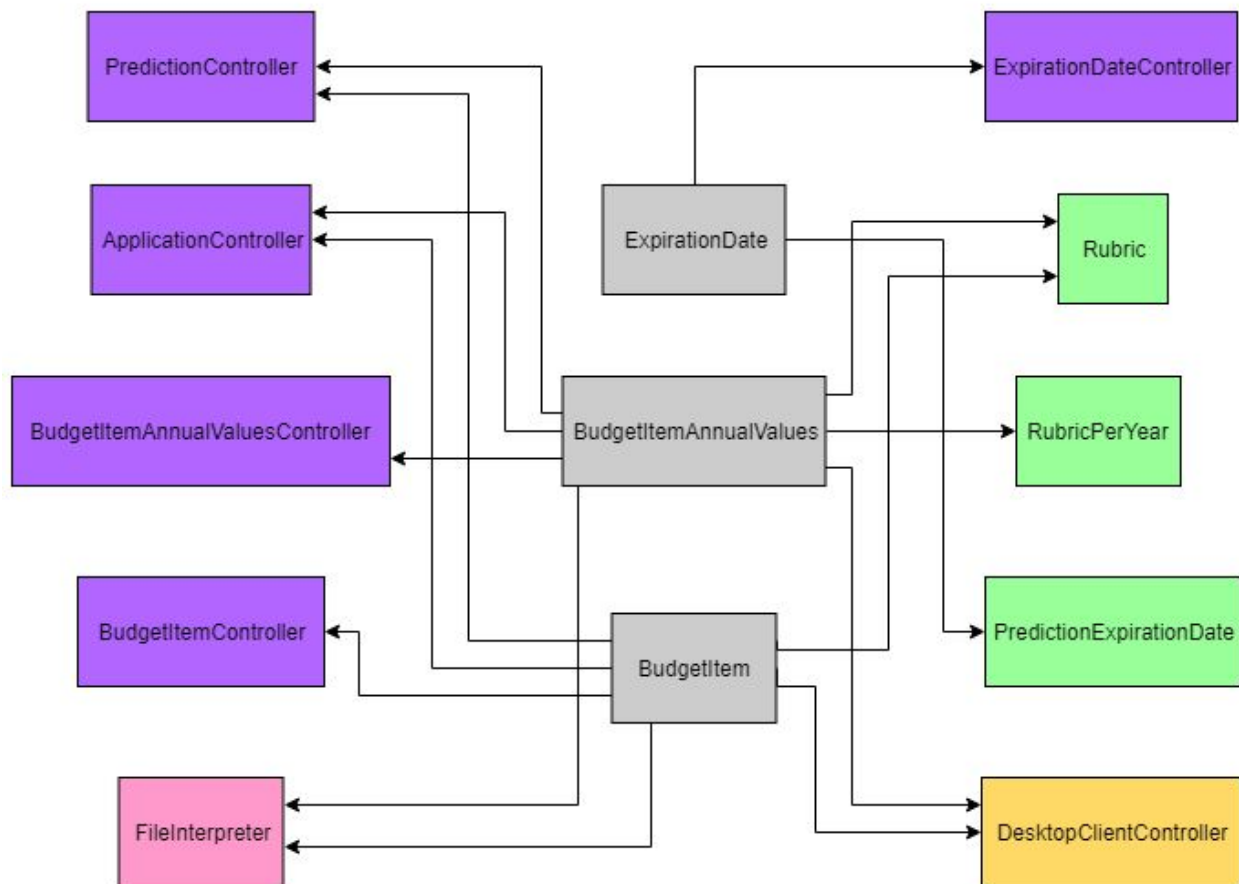 PredictionController
ExpirationDateController
ApplicationController
ExpirationDate
Rubric
BudgetItemAnnualValuesController
BudgetItemAnnualValues
RubricPerYear
BudgetItemController
BudgetItem
PredictionExpirationDate
FileInterpreter
DesktopClientController